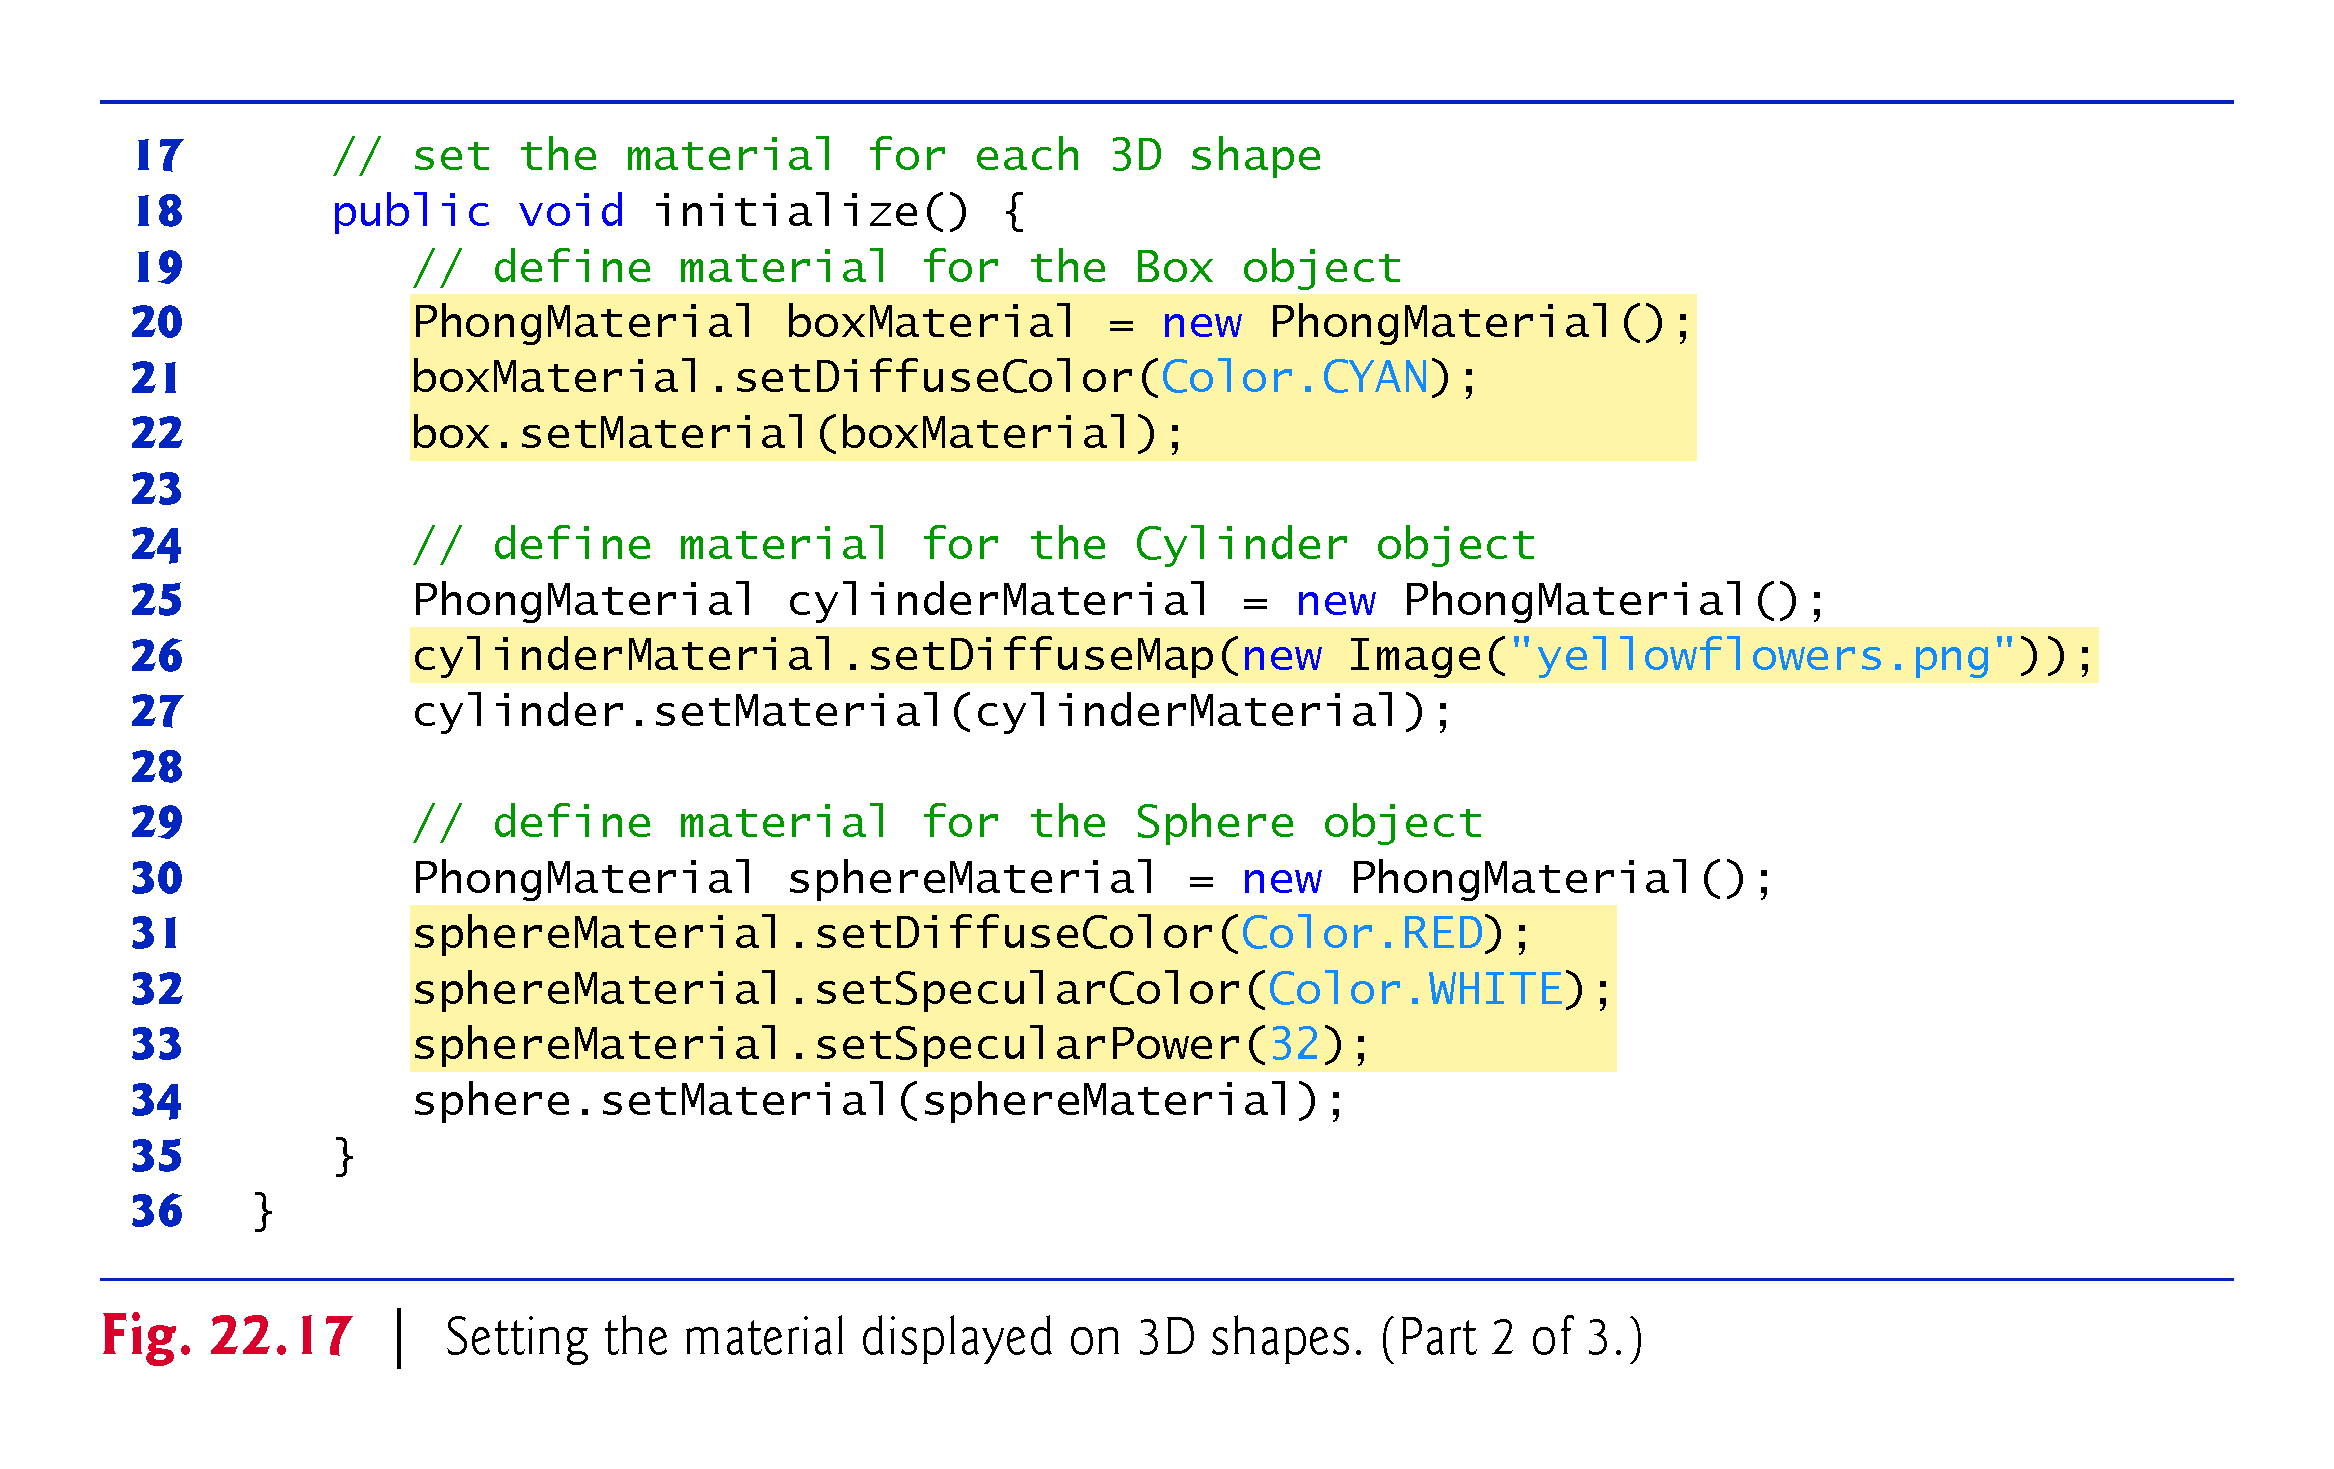 17 // set the material for each 3D shape
18 public void initialize() {
19 // define material for the Box object
20 PhongMaterial boxMaterial = new PhongMaterial();
21 boxMaterial.setDiffuseColor(Color.CYAN);
22 box.setMaterial(boxMaterial);
23
24 // define material for the Cylinder object
25 PhongMaterial cylinderMaterial = new PhongMaterial();
26 cylinderMaterial.setDiffuseMap(new Image("yellowflowers.png"));
27 cylinder.setMaterial(cylinderMaterial);
28
29 // define material for the Sphere object
30 PhongMaterial sphereMaterial = new PhongMaterial();
31 sphereMaterial.setDiffuseColor(Color.RED);
32 sphereMaterial.setSpecularColor(Color.WHITE);
33 sphereMaterial.setSpecularPower(32);
34 sphere.setMaterial(sphereMaterial);
35 }
36 }
Fig. 22.17 | Setting the material displayed on 3D shapes. (Part 2 of 3.)